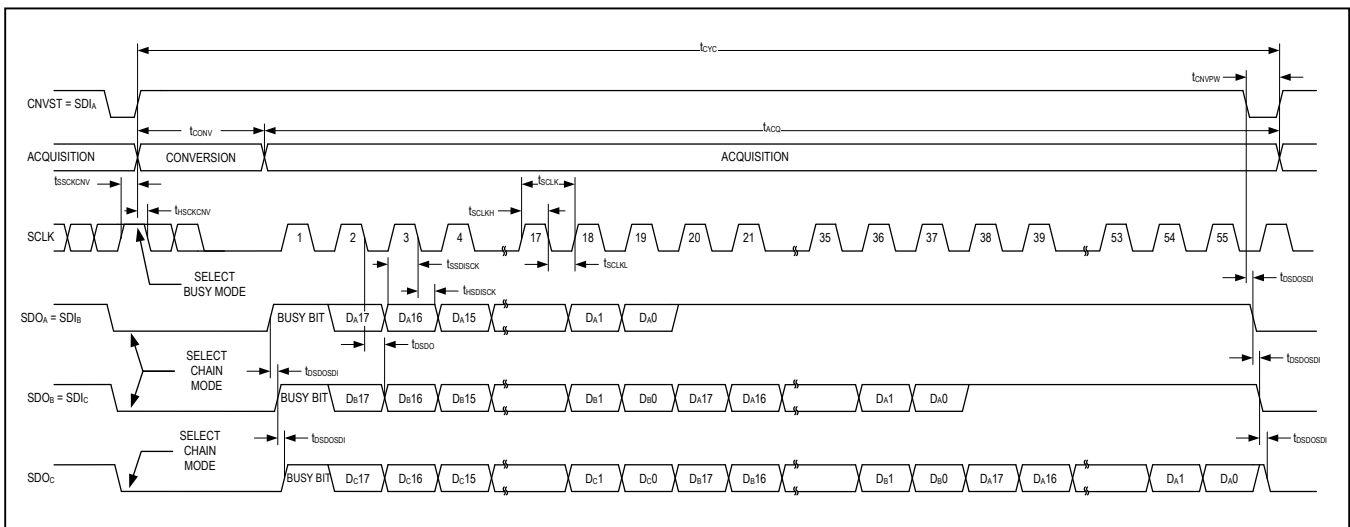 tCYC
tCNVPW
CNVST = SDIA
tCONV
tACQ
ACQUISITION CONVERSION ACQUISITION
tSSCKCNV
tHSCKCNV
tSCLK
tSCLKH
SCLK 1 2 3 4 17 18 19 20 21 35 36 37 38 39 53 54 55
tSSDISCK
tSCLKL
SELECT
BUSY MODE
tHSDISCK
tDSDOSDI
SDOA = SDIB BUSY BIT DA17 DA16 DA15 DA1 DA0
tDSDO
SELECT
CHAIN
MODE
tDSDOSDI
tDSDOSDI
SDOB = SDIC BUSY BIT DB17 DB16 DB15 DB1 DB0 DA17 DA16 DA1 DA0
SELECT
CHAIN
MODE
tDSDOSDI
tDSDOSDI
SDOC BUSY BIT DC17 DC16 DC15 DC1 DC0 DB17 DB16 DB1 DB0 DA17 DA16 DA1 DA0